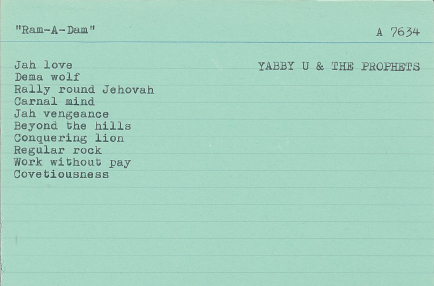 "Ram-A-Dam"
A 7634
Jah love
YABBY U & THE PROPHETS
Dema wolf
Rally round Jehovah
Carnal mind
Jah vengeance
Beyond the hills
Conquering lion
Regular rock
Work without pay
Covetiousness